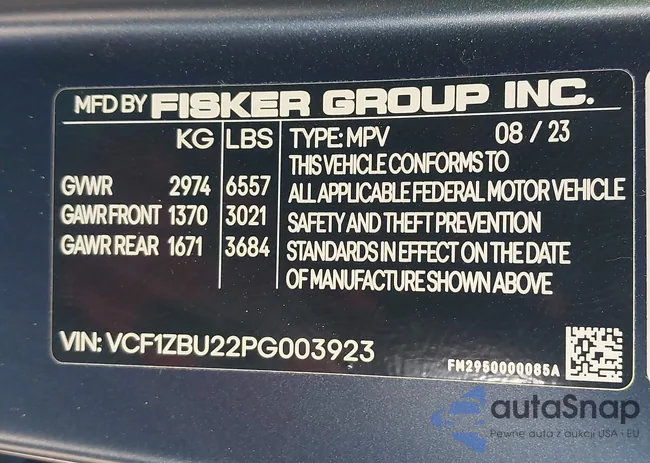 MFD BY FISKER GROUP INC.
KG LBS TYPE: MPV 08 / 23
THIS VEHICLE CONFORMS TO
GVWR 2974 6557 ALL APPLICABLE FEDERAL MOTOR VEHICLE
GAWR FRONT 1370 3021 SAFETY AND THEFT PREVENTION
GAWR REAR 1671 3684 STANDARDS IN EFFECT ON THE DATE
OF MANUFACTURE SHOWN ABOVE
VIN: VCF1ZBU22PG003923
FM2950000085A
autaSnap
Pewne auta z aukcji USA • EU